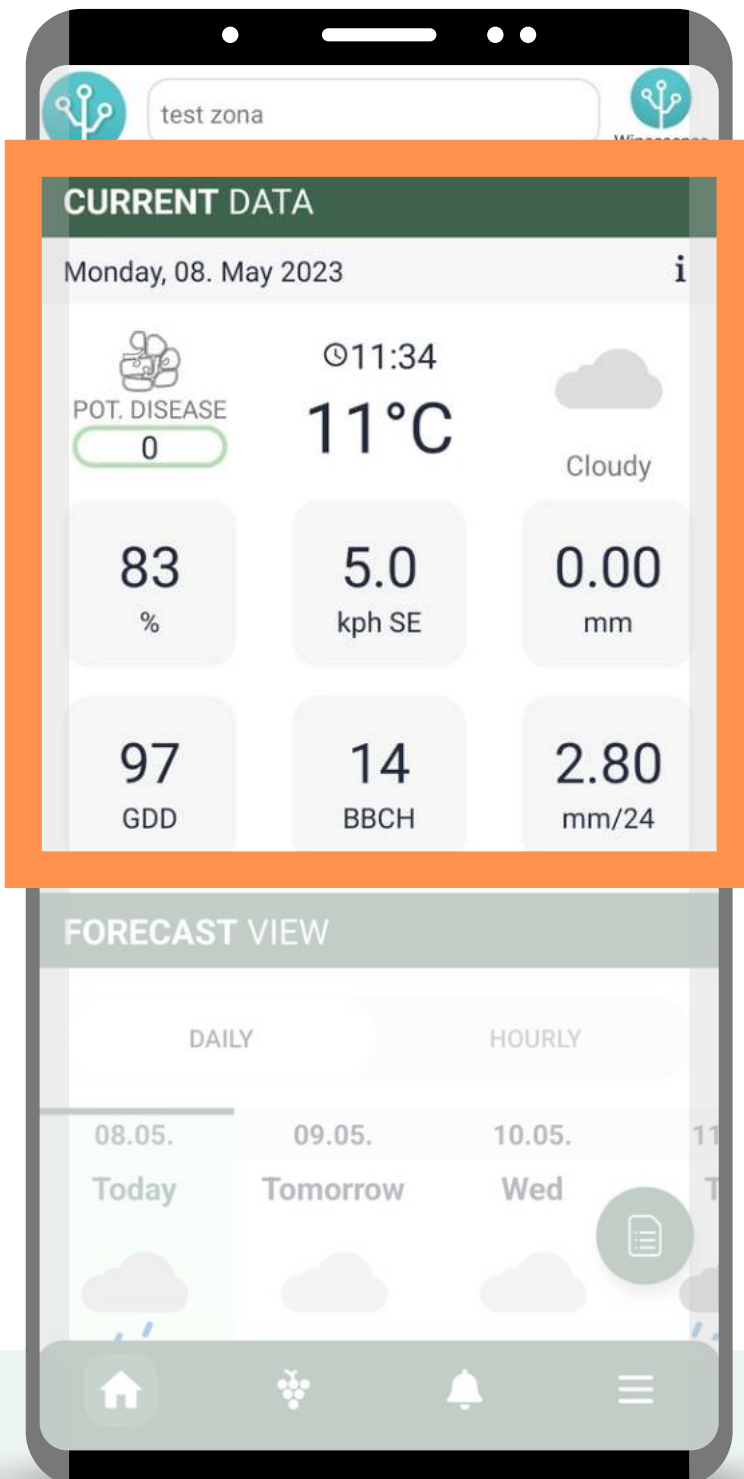 test zona
CURRENT DATA
Monday, 08. May 2023 i
11:34
POT. DISEASE
0
11°C
Cloudy
83 5.0 0.00
% kph SE mm
97 14 2.80
GDD BBCH mm/24
FORECAST VIEW
DAILY HOURLY
08.05. 09.05. 10.05. 11
Today Tomorrow Wed T